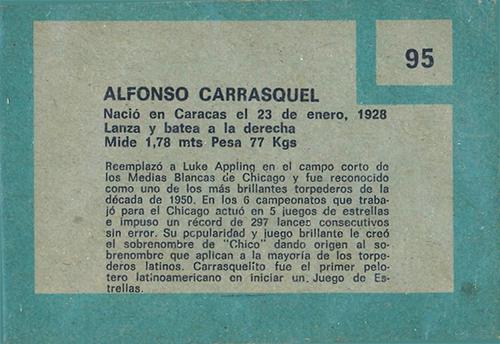 95
ALFONSO CARRASQUEL
Nació en Caracas el 23 de enero, 1928
Lanza y batea a la derecha
Mide 1,78 mts Pesa 77 Kgs
Reemplazó a Luke Appling en el campo corto de
los Medias Blancas de Chicago y fue reconocido
como uno de los más brillantes torpederos de la
década de 1950. En los 6 campeonatos que traba-
jó para el Chicago actuó en 5 juegos de estrellas
e impuso un récord de 297 lances consecutivos
sin error. Su popularidad y juego brillante le creó
el sobrenombre de "Chico" dando origen al so-
brenombre que aplican a la mayoría de los torpe-
deros latinos. Carrasquelito fue el primer pelo-
tero latinoamericano en iniciar un Juego de Es-
trellas.